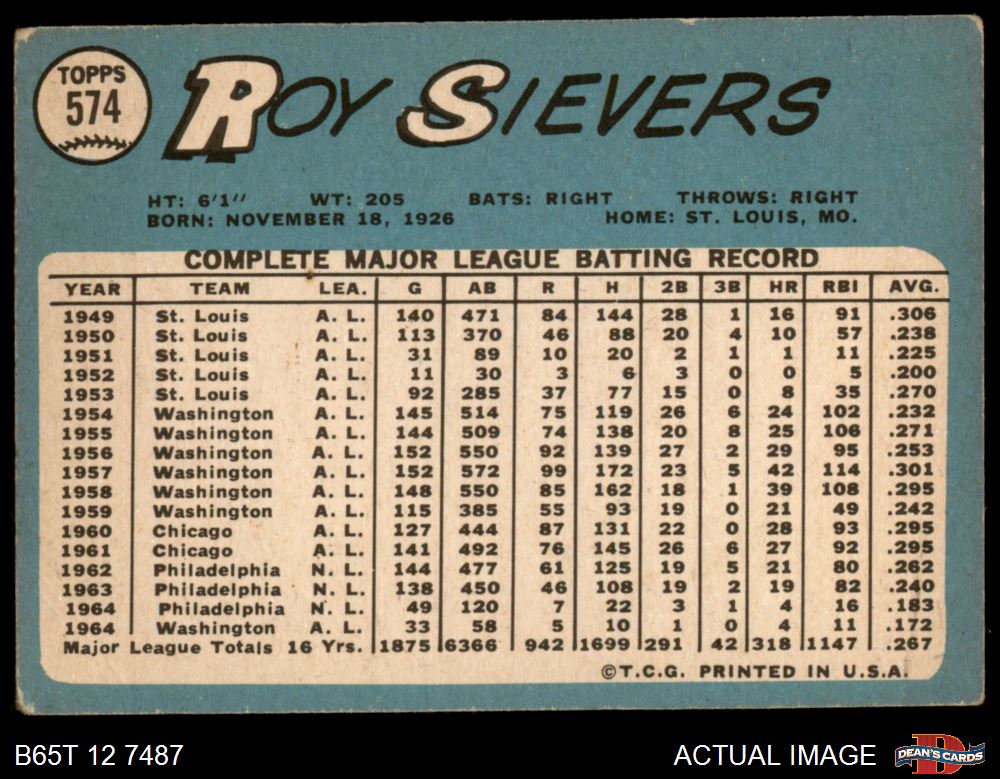 TOPPS
574
ROY SIEVERS
HT: 6'1" WT: 205 BATS: RIGHT THROWS: RIGHT
BORN: NOVEMBER 18, 1926 HOME: ST. LOUIS, MO.
COMPLETE MAJOR LEAGUE BATTING RECORD
YEAR TEAM LEA. G AB R H 2B 3B HR RBI AVG.
1949 St. Louis A. L. 140 471 84 144 28 1 16 91 .306
1950 St. Louis A. L. 113 370 46 88 20 4 10 57 .238
1951 St. Louis A. L. 31 89 10 20 2 1 1 11 .225
1952 St. Louis A. L. 11 30 3 6 3 0 0 5 .200
1953 St. Louis A. L. 92 285 37 77 15 0 8 35 .270
1954 Washington A. L. 145 514 75 119 26 6 24 102 .232
1955 Washington A. L. 144 509 74 138 20 8 25 106 .271
1956 Washington A. L. 152 550 92 139 27 2 29 95 .253
1957 Washington A. L. 152 572 99 172 23 5 42 114 .301
1958 Washington A. L. 148 550 85 162 18 1 39 108 .295
1959 Washington A. L. 115 385 55 93 19 0 21 49 .242
1960 Chicago A. L. 127 444 87 131 22 0 28 93 .295
1961 Chicago A. L. 141 492 76 145 26 6 27 92 .295
1962 Philadelphia N. L. 144 477 61 125 19 5 21 80 .262
1963 Philadelphia N. L. 138 450 46 108 19 2 19 82 .240
1964 Philadelphia N. L. 49 120 7 22 3 1 4 16 .183
1964 Washington A. L. 33 58 5 10 1 0 4 11 .172
Major League Totals 16 Yrs. 1875 6366 942 1699 291 42 318 1147 .267
©T.C.G. PRINTED IN U.S.A.
B65T 12 7487 ACTUAL IMAGE
D
DEAN'S CARDS